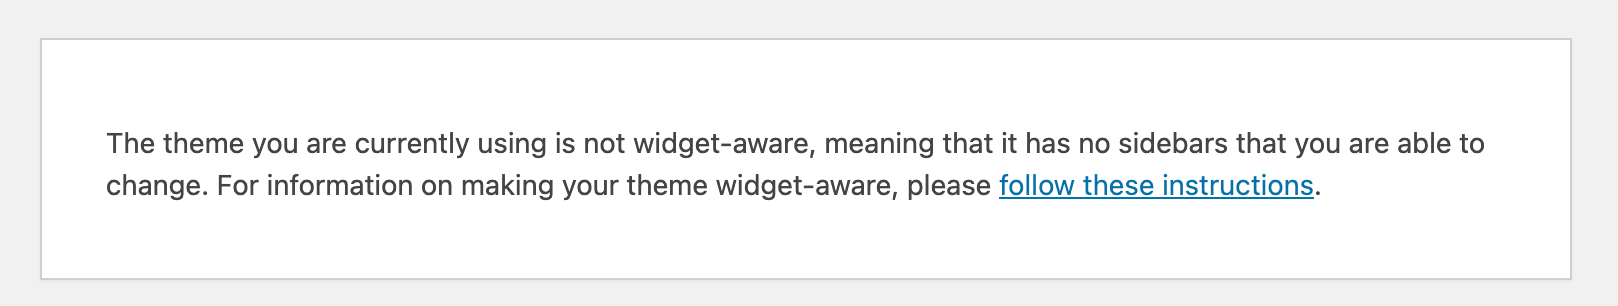 The theme you are currently using is not widget-aware, meaning that it has no sidebars that you are able to
change. For information on making your theme widget-aware, please follow these instructions.